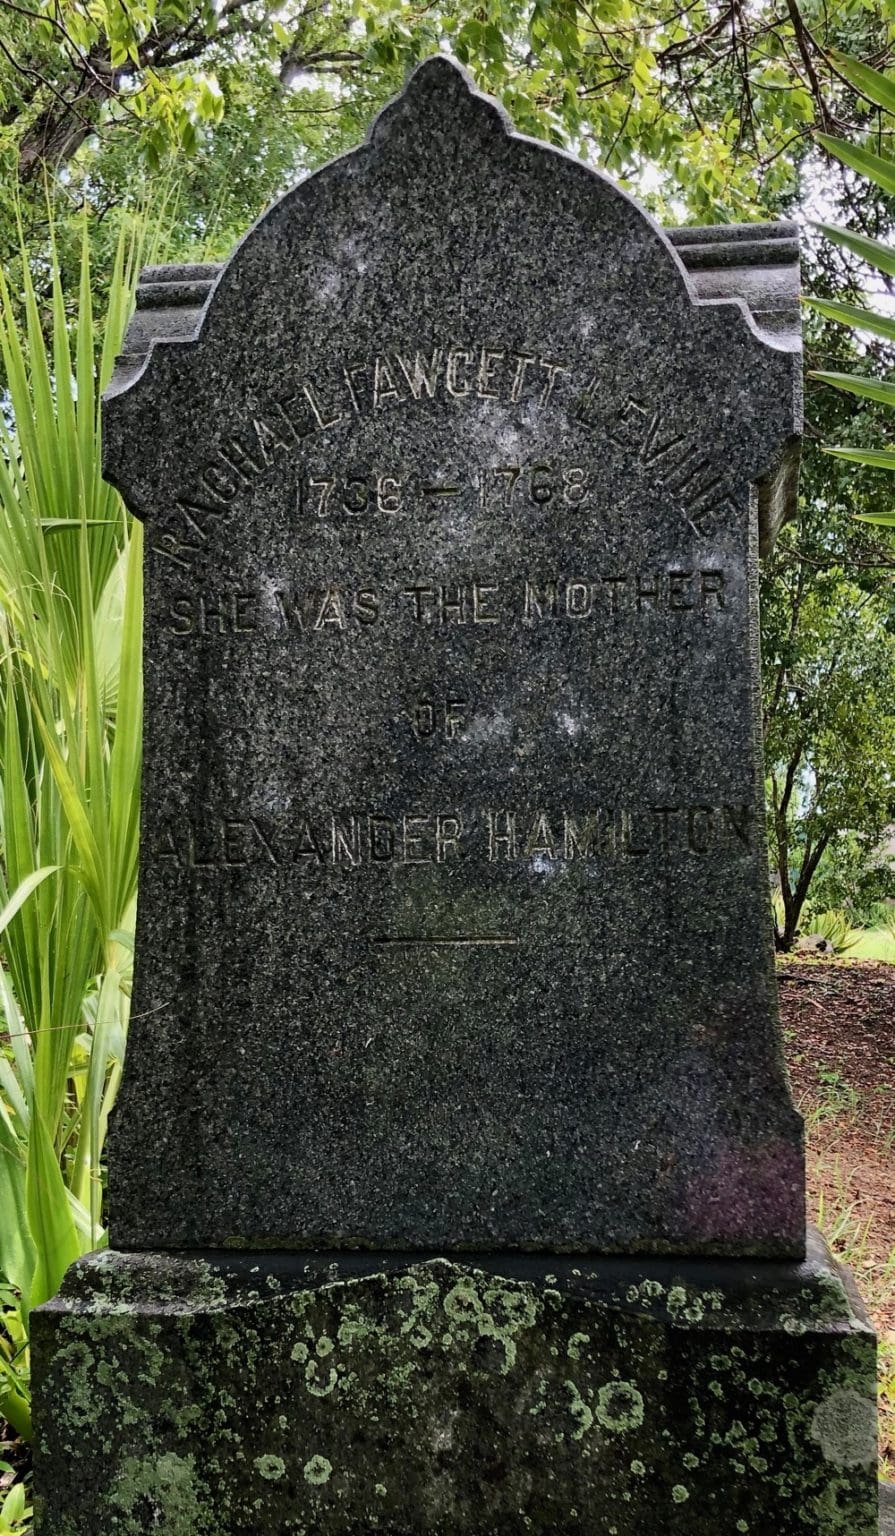 RACHAEL FAWCETT LEVINE
1736 – 1768
SHE WAS THE MOTHER
OF
ALEXANDER HAMILTON